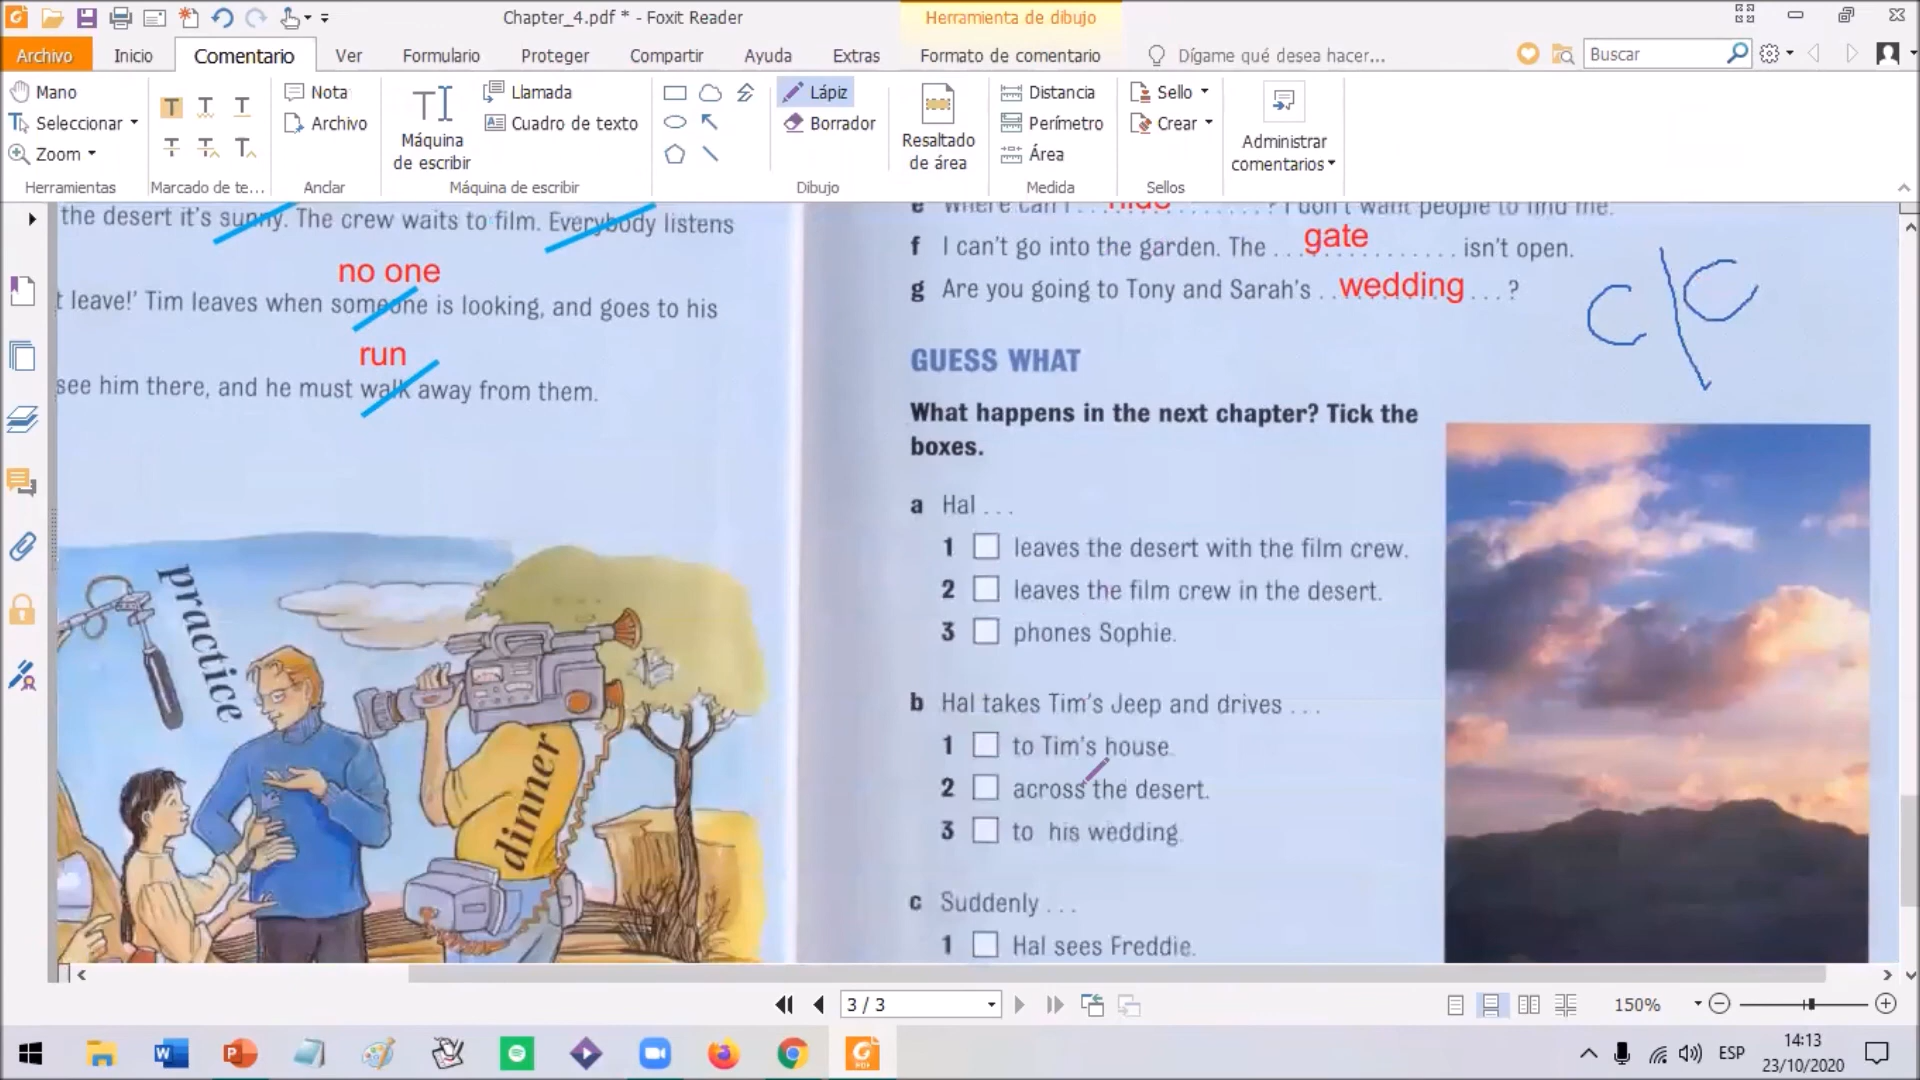 Chapter_4.pdf * - Foxit Reader
Herramienta de dibujo
Archivo
Inicio
Comentario
Ver
Formulario
Proteger
Compartir
Ayuda
Extras
Formato de comentario
Dígame qué desea hacer...
Buscar
Mano
Seleccionar
Zoom
Herramientas
Marcado de te...
Nota
Archivo
Anclar
Máquina
de escribir
Llamada
Cuadro de texto
Máquina de escribir
Lápiz
Borrador
Dibujo
Resaltado
de área
Distancia
Perímetro
Área
Medida
Sello
Crear
Sellos
Administrar
comentarios
the desert it's sunny. The crew waits to film. Everybody listens
no one
t leave!' Tim leaves when someone is looking, and goes to his
run
see him there, and he must walk away from them.
practice
dinner
e Where can I ... hide ...? I don't want people to find me.
f I can't go into the garden. The ... gate ... isn't open.
g Are you going to Tony and Sarah's ... wedding ...?
c/c
GUESS WHAT
What happens in the next chapter? Tick the
boxes.
a Hal ...
1 leaves the desert with the film crew.
2 leaves the film crew in the desert.
3 phones Sophie.
b Hal takes Tim's Jeep and drives ...
1 to Tim's house.
2 across the desert.
3 to his wedding.
c Suddenly ...
1 Hal sees Freddie.
3 / 3
150%
ESP
14:13
23/10/2020